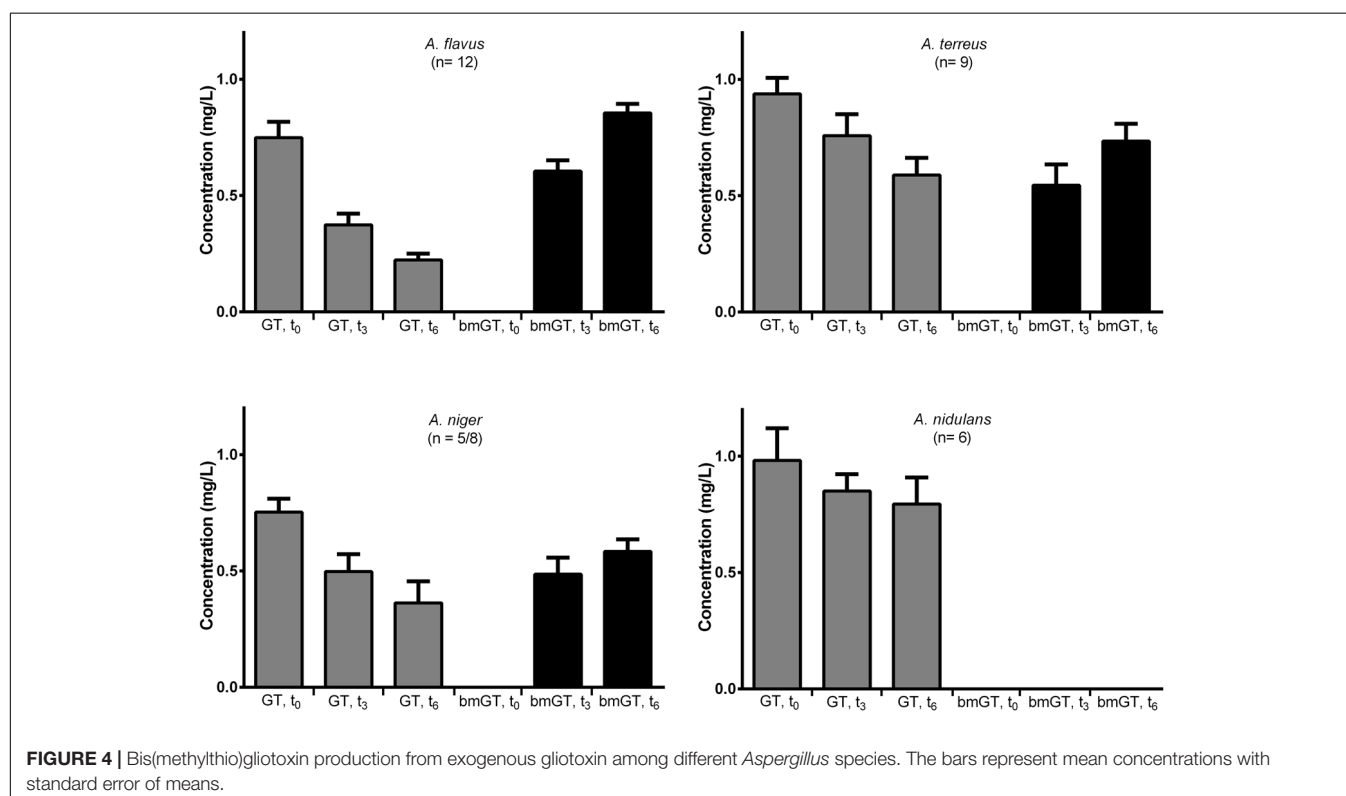 A. flavus
(n= 12)
Concentration (mg/L)
1.0
0.5
0.0
GT, t0 GT, t3 GT, t6 bmGT, t0 bmGT, t3 bmGT, t6
A. terreus
(n= 9)
Concentration (mg/L)
1.0
0.5
0.0
GT, t0 GT, t3 GT, t6 bmGT, t0 bmGT, t3 bmGT, t6
A. niger
(n = 5/8)
Concentration (mg/L)
1.0
0.5
0.0
GT, t0 GT, t3 GT, t6 bmGT, t0 bmGT, t3 bmGT, t6
A. nidulans
(n= 6)
Concentration (mg/L)
1.0
0.5
0.0
GT, t0 GT, t3 GT, t6 bmGT, t0 bmGT, t3 bmGT, t6
FIGURE 4 | Bis(methylthio)gliotoxin production from exogenous gliotoxin among different Aspergillus species. The bars represent mean concentrations with
standard error of means.